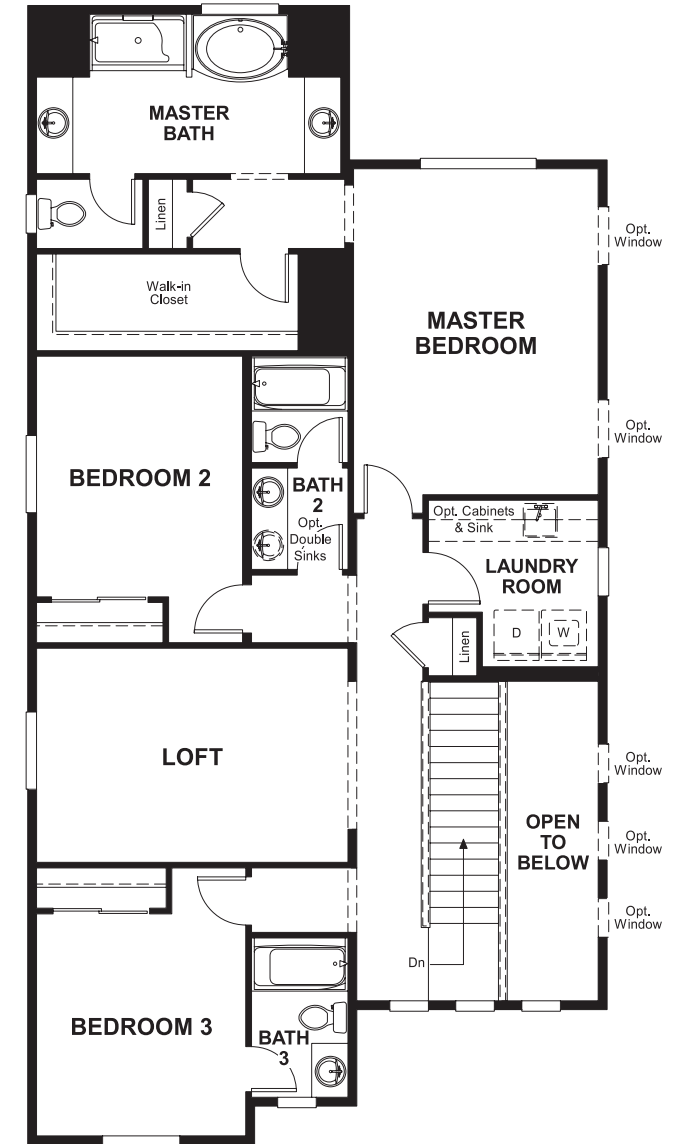 MASTER
BATH
Linen
Opt.
Window
Walk-in
Closet
MASTER
BEDROOM
Opt.
Window
BEDROOM 2
BATH
2
Opt.
Double
Sinks
Opt. Cabinets
& Sink
LAUNDRY
ROOM
D
W
Linen
LOFT
Opt.
Window
OPEN
TO
BELOW
Opt.
Window
Opt.
Window
Dn
BEDROOM 3
BATH
3